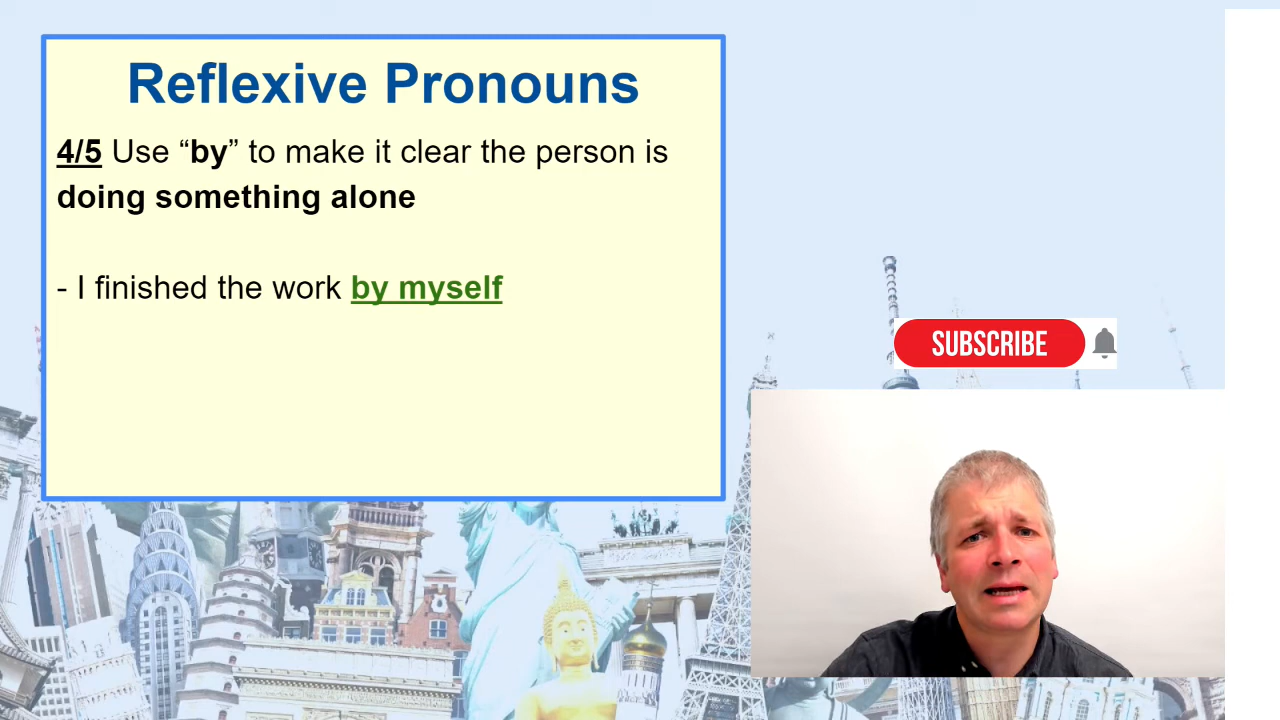 Reflexive Pronouns
4/5 Use “by” to make it clear the person is
doing something alone
- I finished the work by myself
SUBSCRIBE